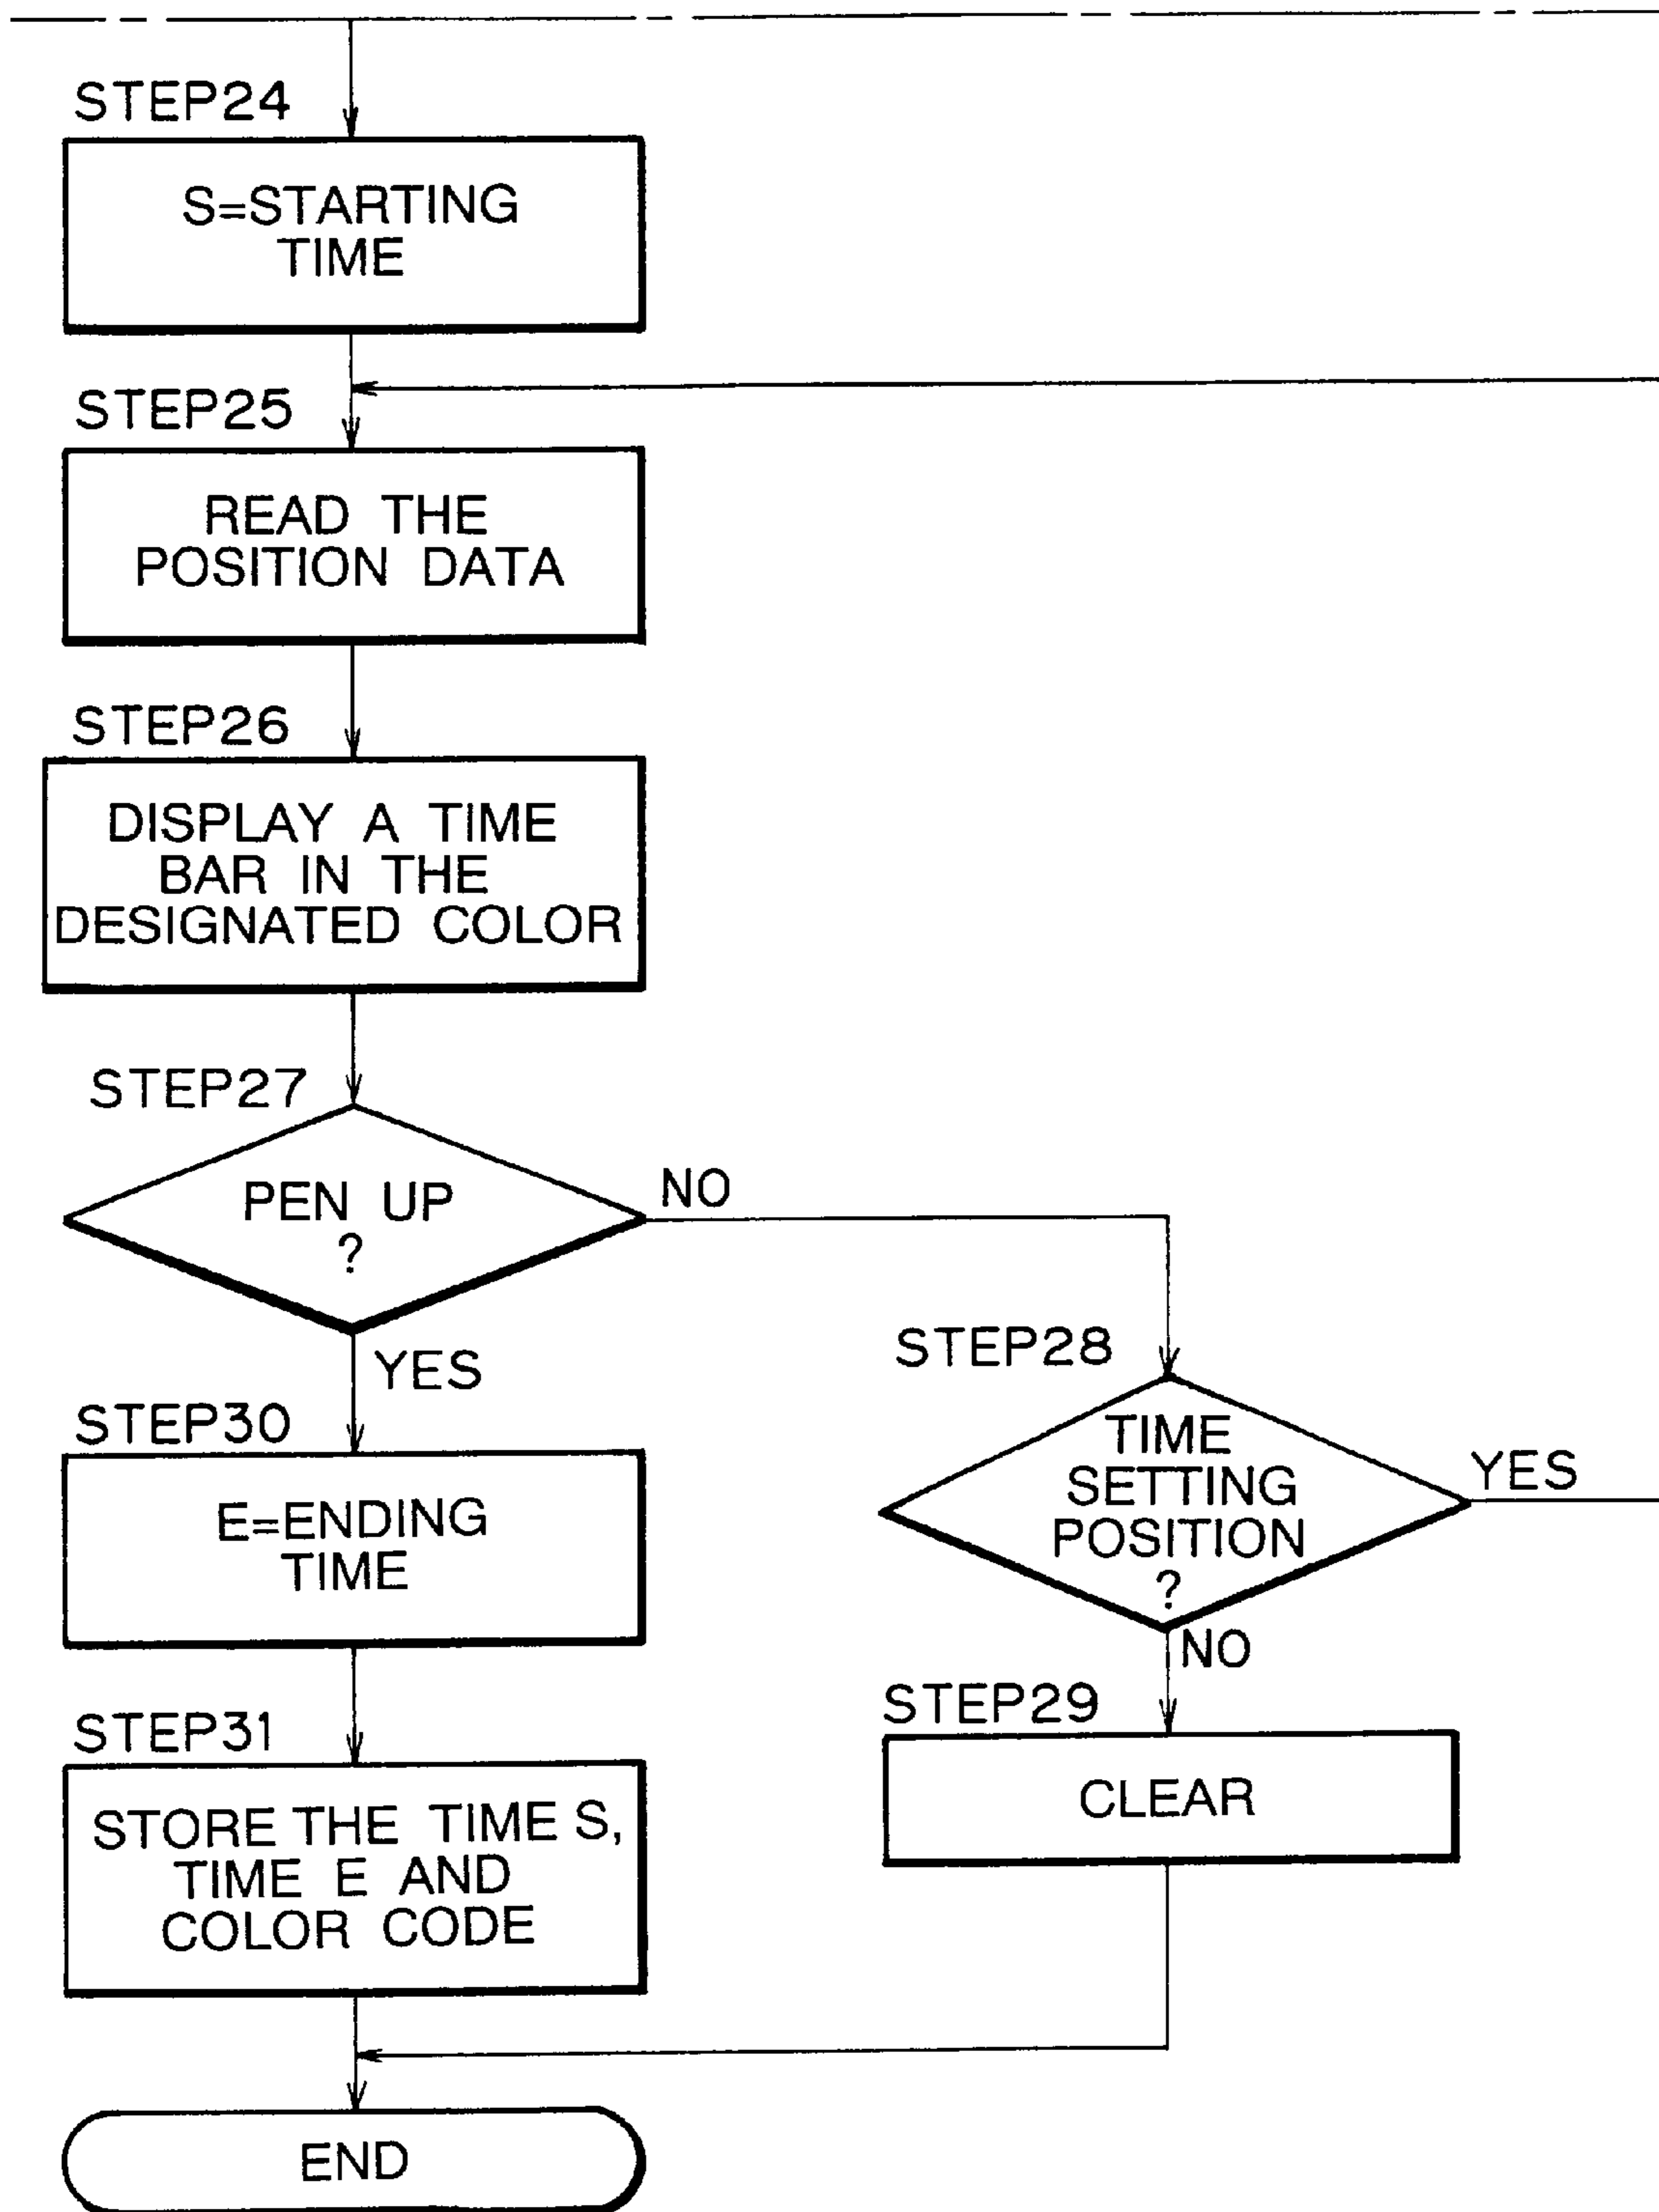 STEP24
S=STARTING
TIME
STEP25
READ THE
POSITION DATA
STEP26
DISPLAY A TIME
BAR IN THE
DESIGNATED COLOR
STEP27
PEN UP
?
NO
YES
STEP28
TIME
SETTING
POSITION
?
YES
NO
STEP29
CLEAR
STEP30
E=ENDING
TIME
STEP31
STORE THE TIME S,
TIME E AND
COLOR CODE
END